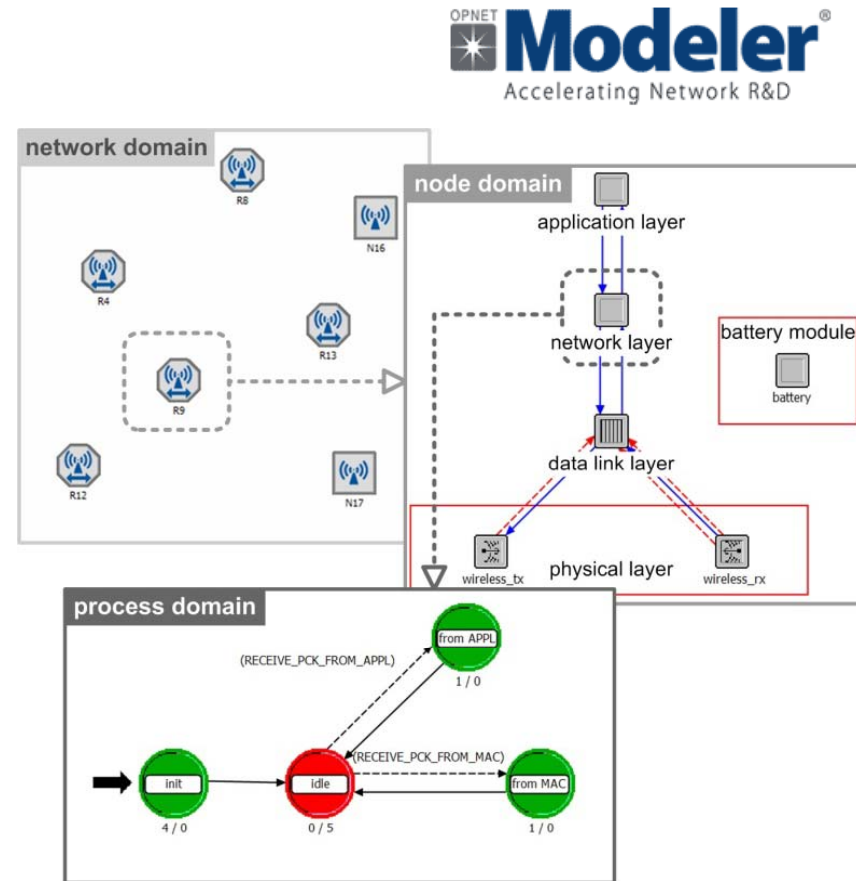 OPNET
Modeler®
Accelerating Network R&D
network domain
R8
N16
R4
R13
R9
R12
N17
node domain
application layer
network layer
battery module
battery
data link layer
wireless_tx
physical layer
wireless_rx
process domain
from APPL
(RECEIVE_PCK_FROM_APPL)
1 / 0
(RECEIVE_PCK_FROM_MAC)
init
idle
from MAC
4 / 0
0 / 5
1 / 0